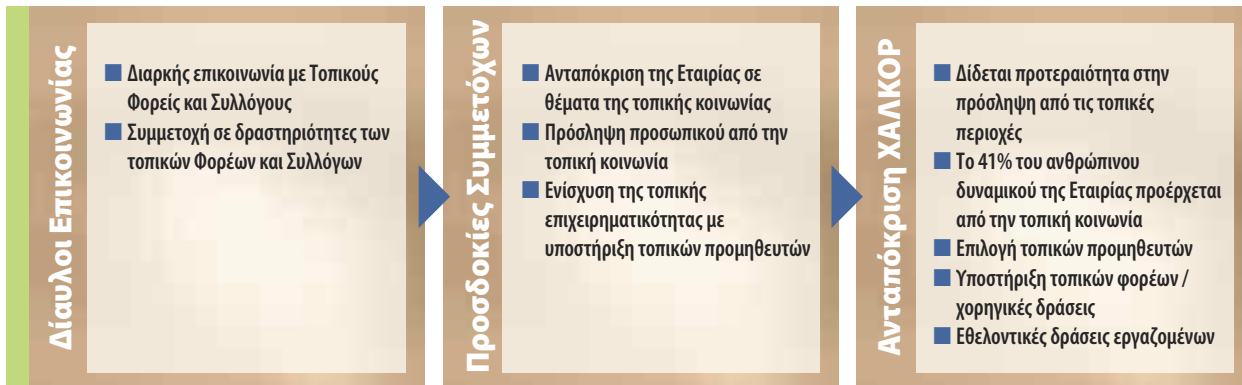 Δίαυλοι Επικοινωνίας
■ Διαρκής επικοινωνία με Τοπικούς
Φορείς και Συλλόγους
■ Συμμετοχή σε δραστηριότητες των
τοπικών Φορέων και Συλλόγων
Προσδοκίες Συμμετόχων
■ Ανταπόκριση της Εταιρίας σε
θέματα της τοπικής κοινωνίας
■ Πρόσληψη προσωπικού από την
τοπική κοινωνία
■ Ενίσχυση της τοπικής
επιχειρηματικότητας με
υποστήριξη τοπικών προμηθευτών
Ανταπόκριση ΧΑΛΚΟΡ
■ Δίδεται προτεραιότητα στην
πρόσληψη από τις τοπικές
περιοχές
■ Το 41% του ανθρώπινου
δυναμικού της Εταιρίας προέρχεται
από την τοπική κοινωνία
■ Επιλογή τοπικών προμηθευτών
■ Υποστήριξη τοπικών φορέων /
χορηγικές δράσεις
■ Εθελοντικές δράσεις εργαζομένων